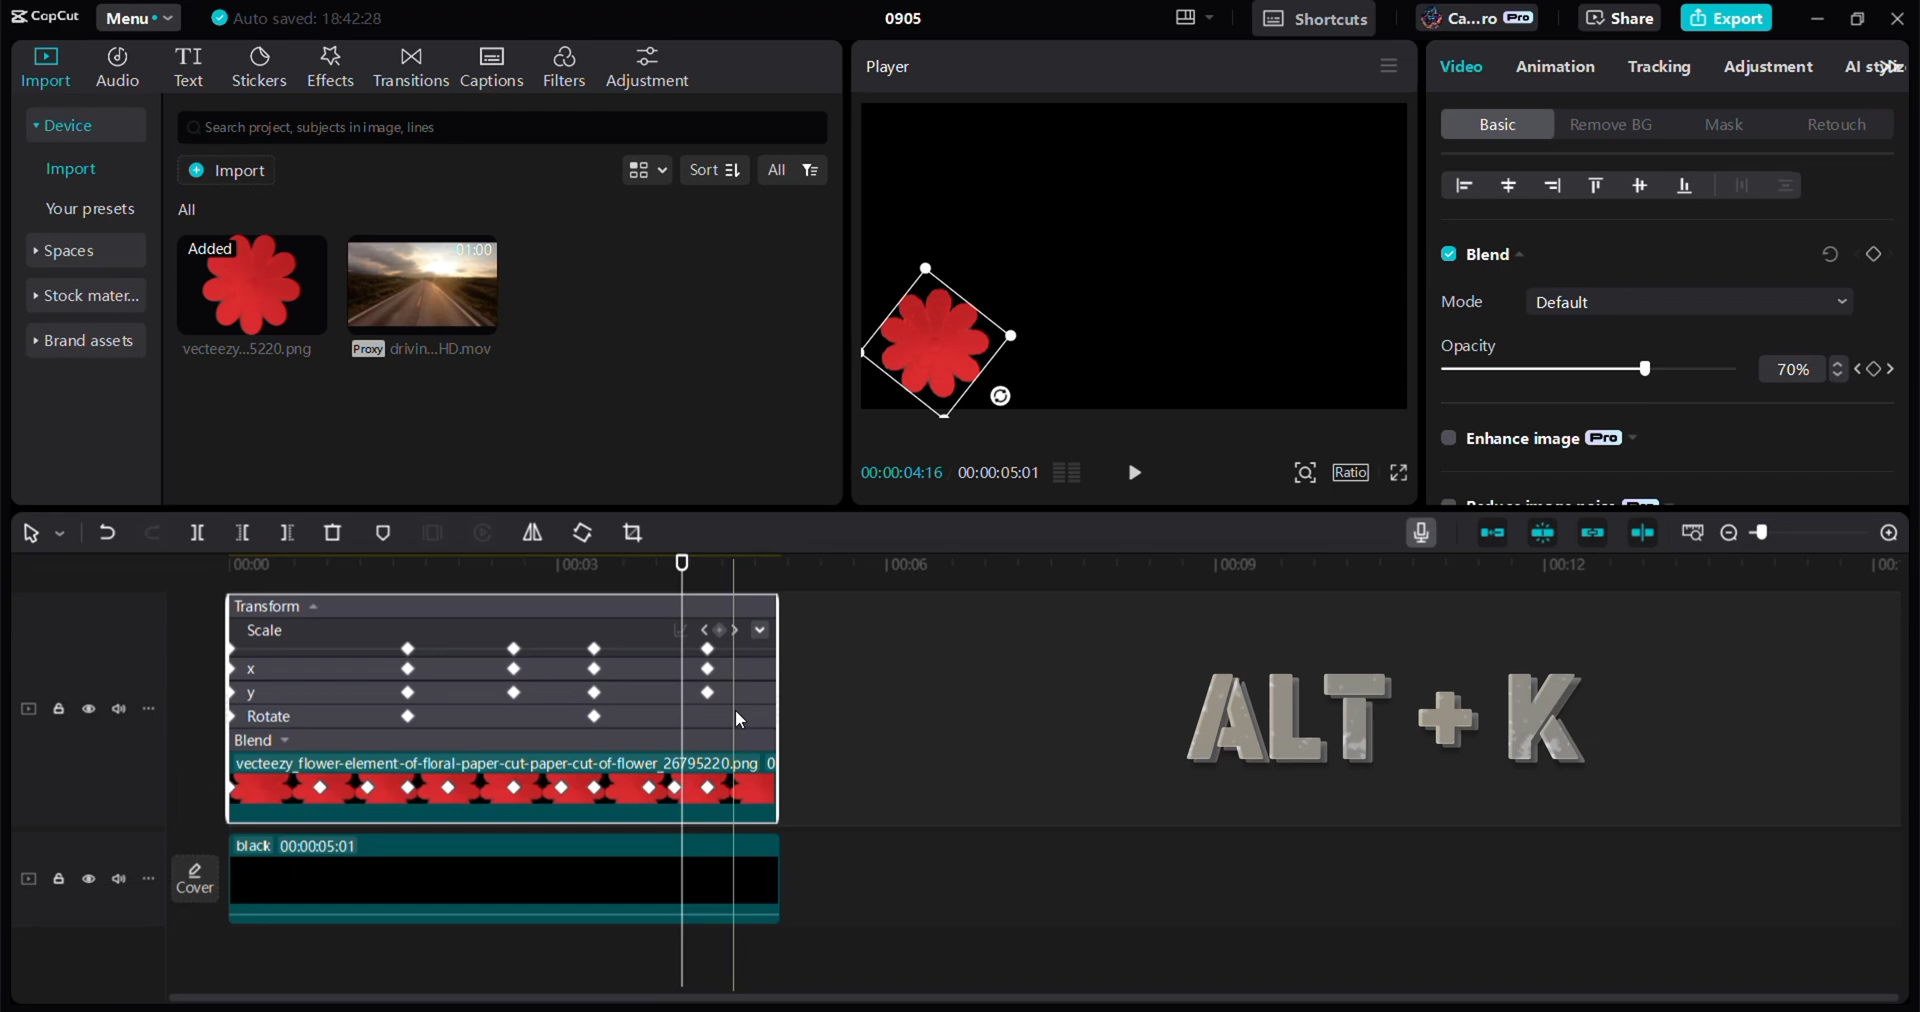 CapCut
Menu
Auto saved: 18:42:28
0905
Shortcuts
Ca...ro Pro
Share
Export
Import
Audio
Text
Stickers
Effects
Transitions
Captions
Filters
Adjustment
Device
Import
Your presets
Spaces
Stock mater...
Brand assets
Search project, subjects in image, lines
Import
Sort
All
All
Added
vecteezy...5220.png
01:00
Proxy drivin...HD.mov
Player
00:00:04:16 00:00:05:01
Ratio
Video
Animation
Tracking
Adjustment
Basic
Remove BG
Mask
Retouch
Blend
Mode
Default
Opacity
70%
Enhance image Pro
00:00
00:03
00:06
00:09
00:12
Transform
Scale
x
y
Rotate
Blend
vecteezy_flower-element-of-floral-paper-cut-paper-cut-of-flower_26795220.png 0
ALT + K
black 00:00:05:01
Cover